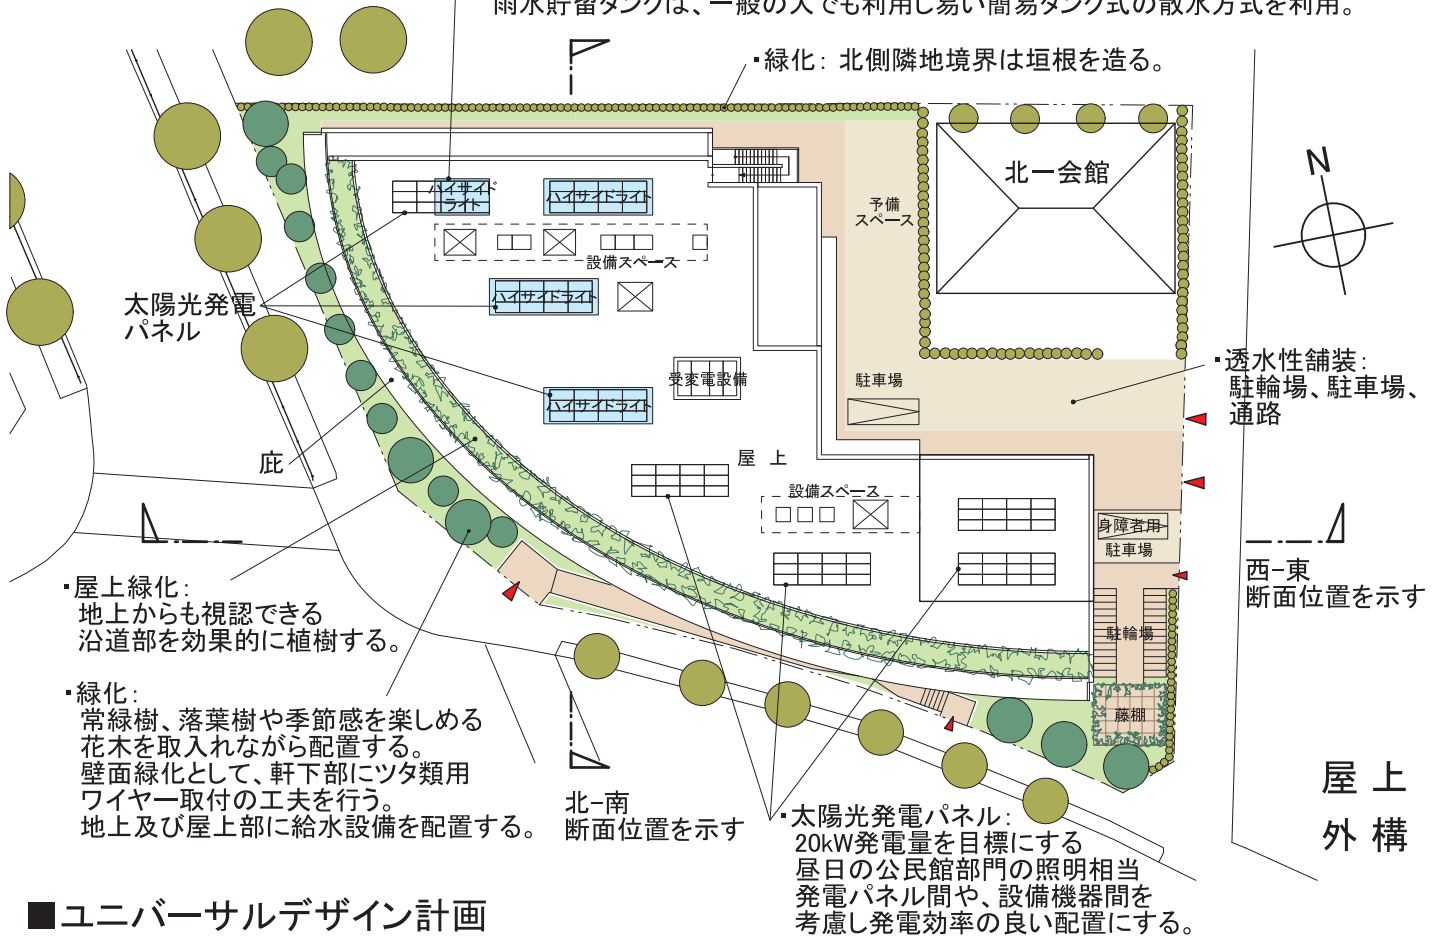 雨水貯留タンクは、一般の人でも利用し易い簡易タンク式の散水方式を利用。
・緑化：北側隣地境界は垣根を造る。
北一会館
N
予備
スペース
ハイサイド
ライト
ハイサイドライト
設備スペース
ハイサイドライト
太陽光発電
パネル
受変電設備
駐車場
・透水性舗装：
駐輪場、駐車場、
通路
ハイサイドライト
庇
屋 上
設備スペース
身障者用
駐車場
西-東
断面位置を示す
・屋上緑化：
地上からも視認できる
沿道部を効果的に植樹する。
駐輪場
藤棚
・緑化：
常緑樹、落葉樹や季節感を楽しめる
花木を取入れながら配置する。
壁面緑化として、軒下部にツタ類用
ワイヤー取付の工夫を行う。
地上及び屋上部に給水設備を配置する。
北-南
断面位置を示す
・太陽光発電パネル：
20kW発電量を目標にする
昼日の公民館部門の照明相当
発電パネル間や、設備機器間を
考慮し発電効率の良い配置にする。
屋 上
外 構
■ユニバーサルデザイン計画